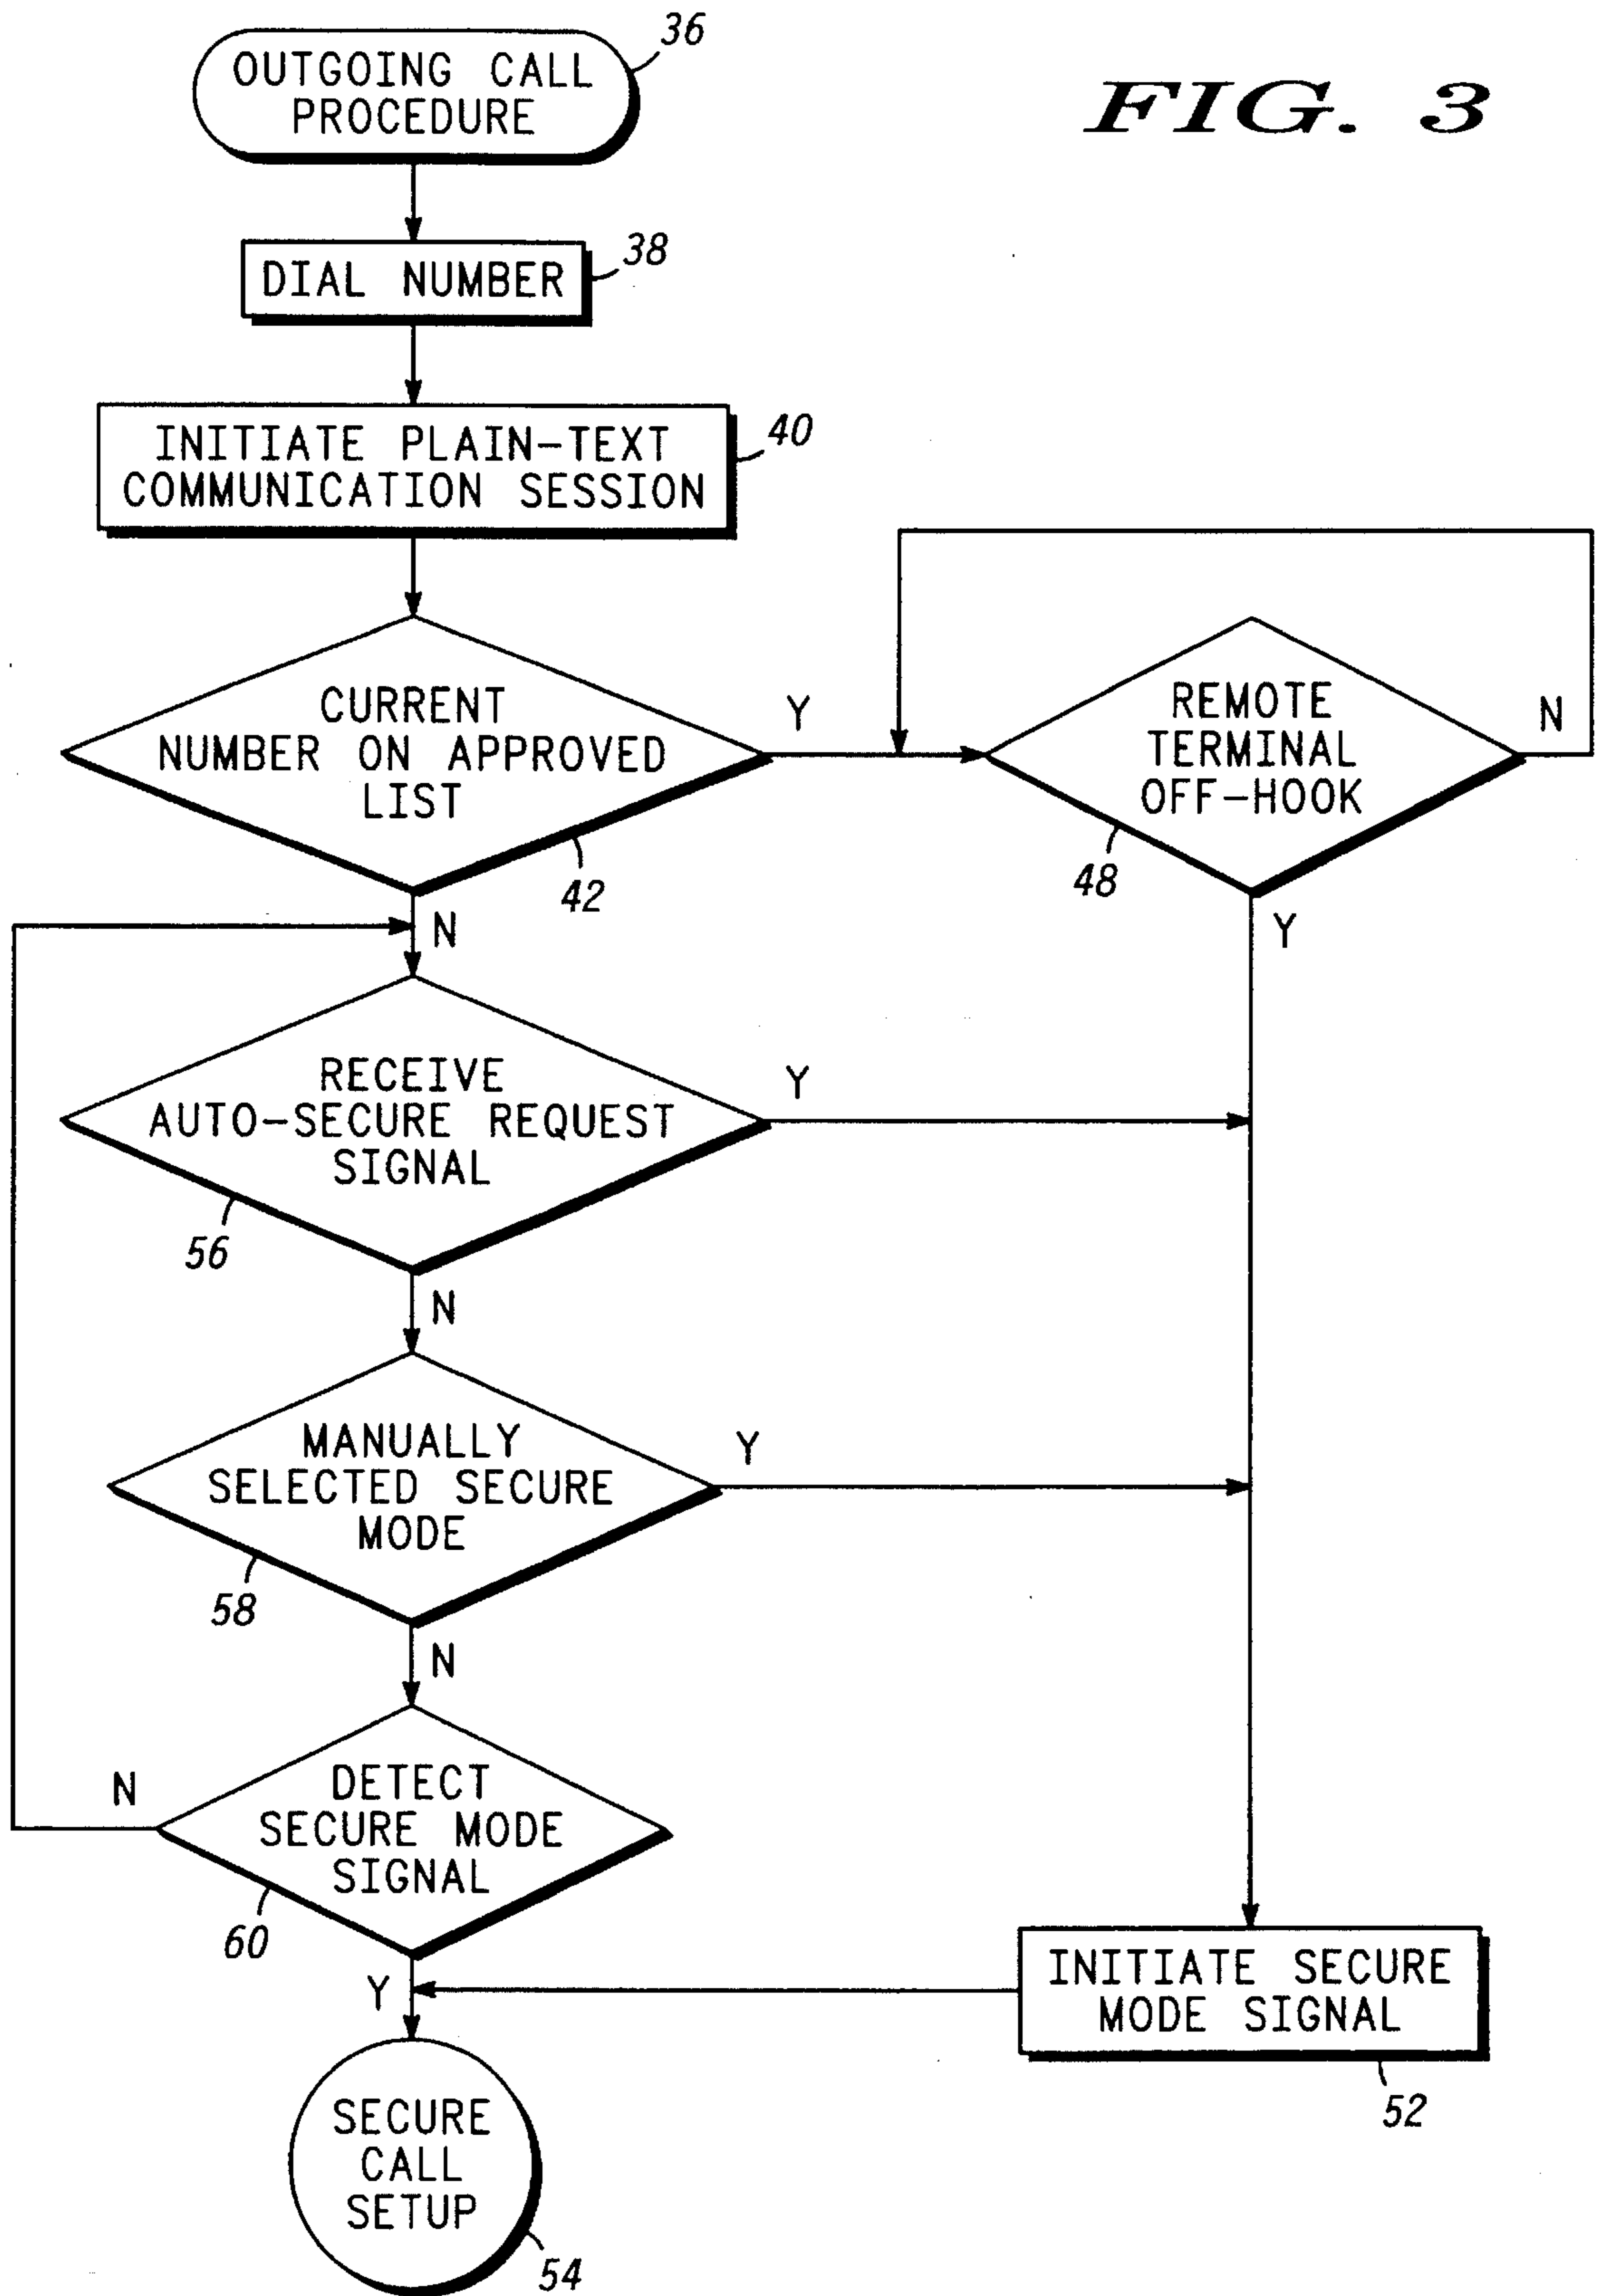 36
OUTGOING CALL
PROCEDURE
FIG. 3
38
DIAL NUMBER
40
INITIATE PLAIN-TEXT
COMMUNICATION SESSION
CURRENT
NUMBER ON APPROVED
LIST
Y
42
N
REMOTE
TERMINAL
OFF-HOOK
N
48
Y
RECEIVE
AUTO-SECURE REQUEST
SIGNAL
Y
56
N
MANUALLY
SELECTED SECURE
MODE
Y
58
N
DETECT
SECURE MODE
SIGNAL
N
60
Y
INITIATE SECURE
MODE SIGNAL
52
SECURE
CALL
SETUP
54